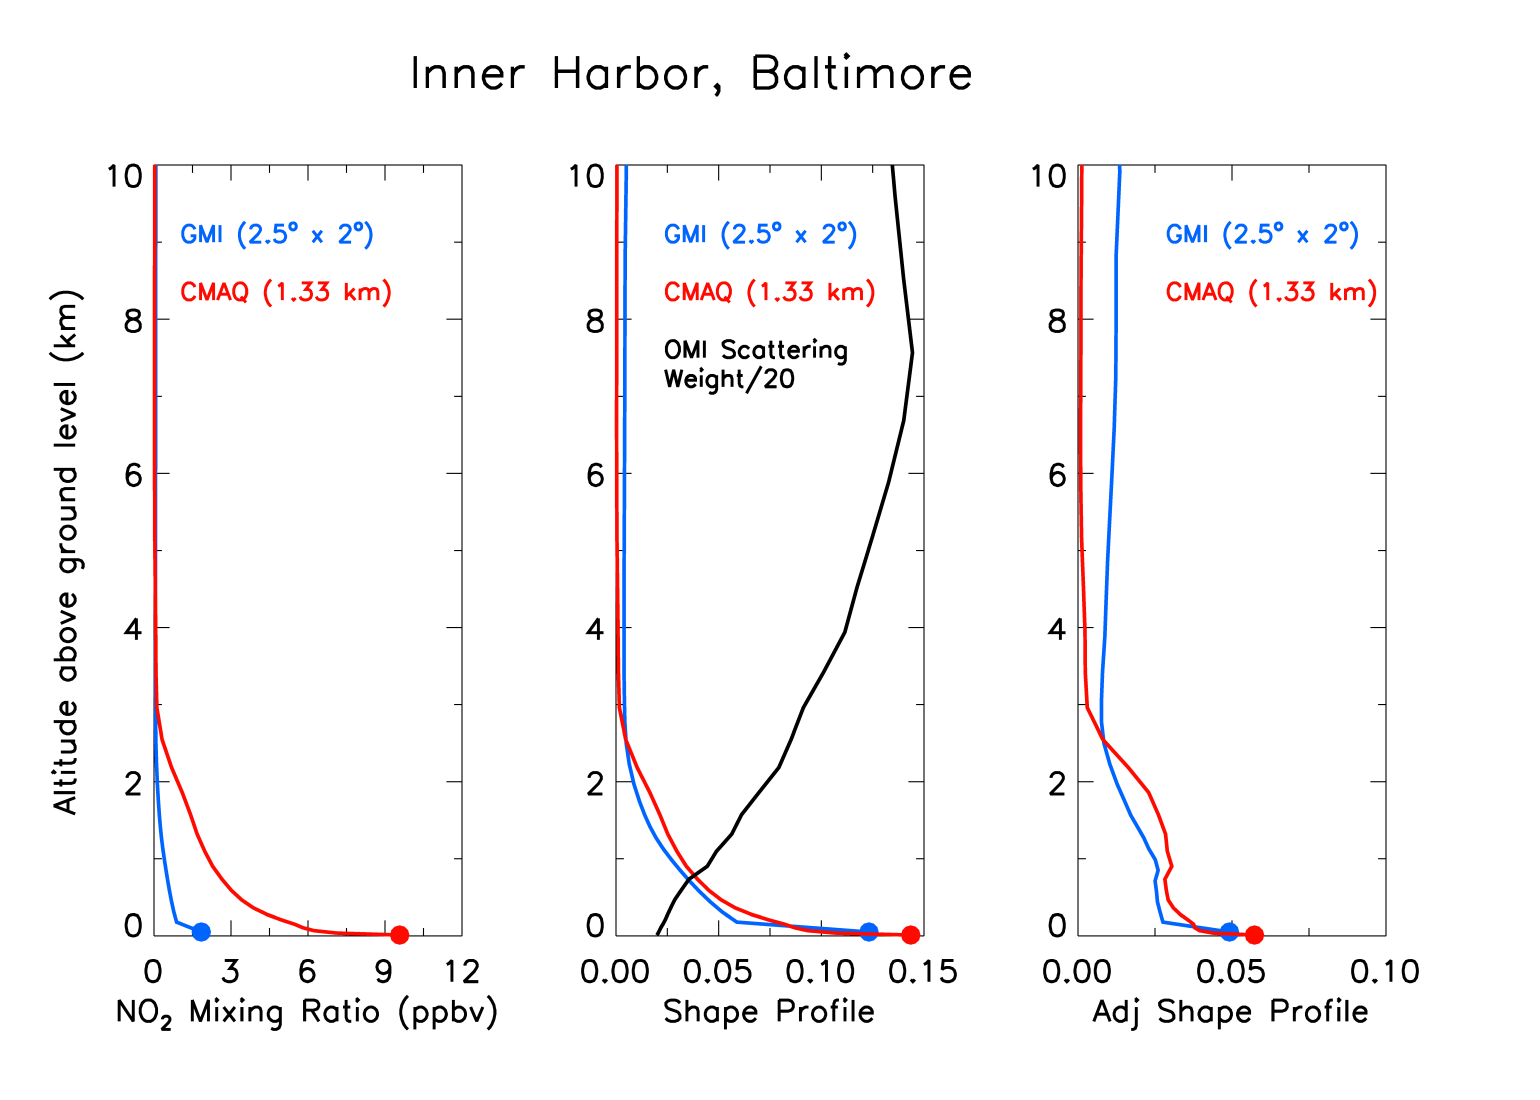 Inner Harbor, Baltimore
Altitude above ground level (km)
10
8
6
4
2
0
GMI (2.5° x 2°)
CMAQ (1.33 km)
0 3 6 9 12
NO₂ Mixing Ratio (ppbv)
10
8
6
4
2
0
GMI (2.5° x 2°)
CMAQ (1.33 km)
OMI Scattering
Weight/20
0.00 0.05 0.10 0.15
Shape Profile
10
8
6
4
2
0
GMI (2.5° x 2°)
CMAQ (1.33 km)
0.00 0.05 0.10
Adj Shape Profile